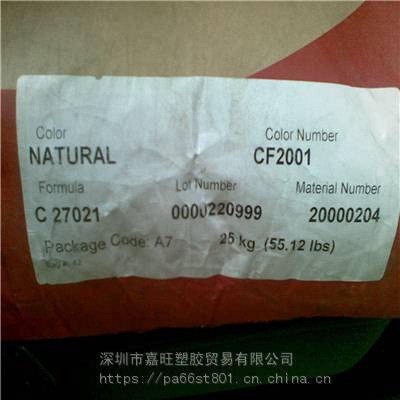 Color Color Number
NATURAL CF2001
Formula Lot Number Material Number
C 27021 0000220999 20000204
Package Code: A7 25 kg (55.12 lbs)
深圳市嘉旺塑胶贸易有限公司
https://pa66st801.cn.china.cn